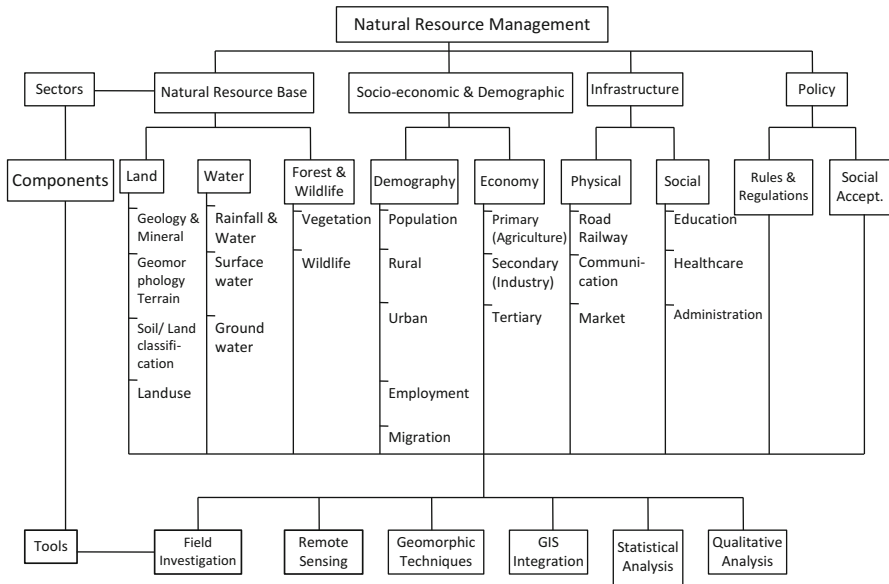 Natural Resource Management
Sectors
Natural Resource Base
Socio-economic & Demographic
Infrastructure
Policy
Components
Land
Water
Forest &
Wildlife
Demography
Economy
Physical
Social
Rules &
Regulations
Social
Accept.
Geology &
Mineral
Geomor
phology
Terrain
Soil/ Land
classifi-
cation
Landuse
Rainfall &
Water
Surface
water
Ground
water
Vegetation
Wildlife
Population
Rural
Urban
Employment
Migration
Primary
(Agriculture)
Secondary
(Industry)
Tertiary
Road
Railway
Communi-
cation
Market
Education
Healthcare
Administration
Tools
Field
Investigation
Remote
Sensing
Geomorphic
Techniques
GIS
Integration
Statistical
Analysis
Qualitative
Analysis